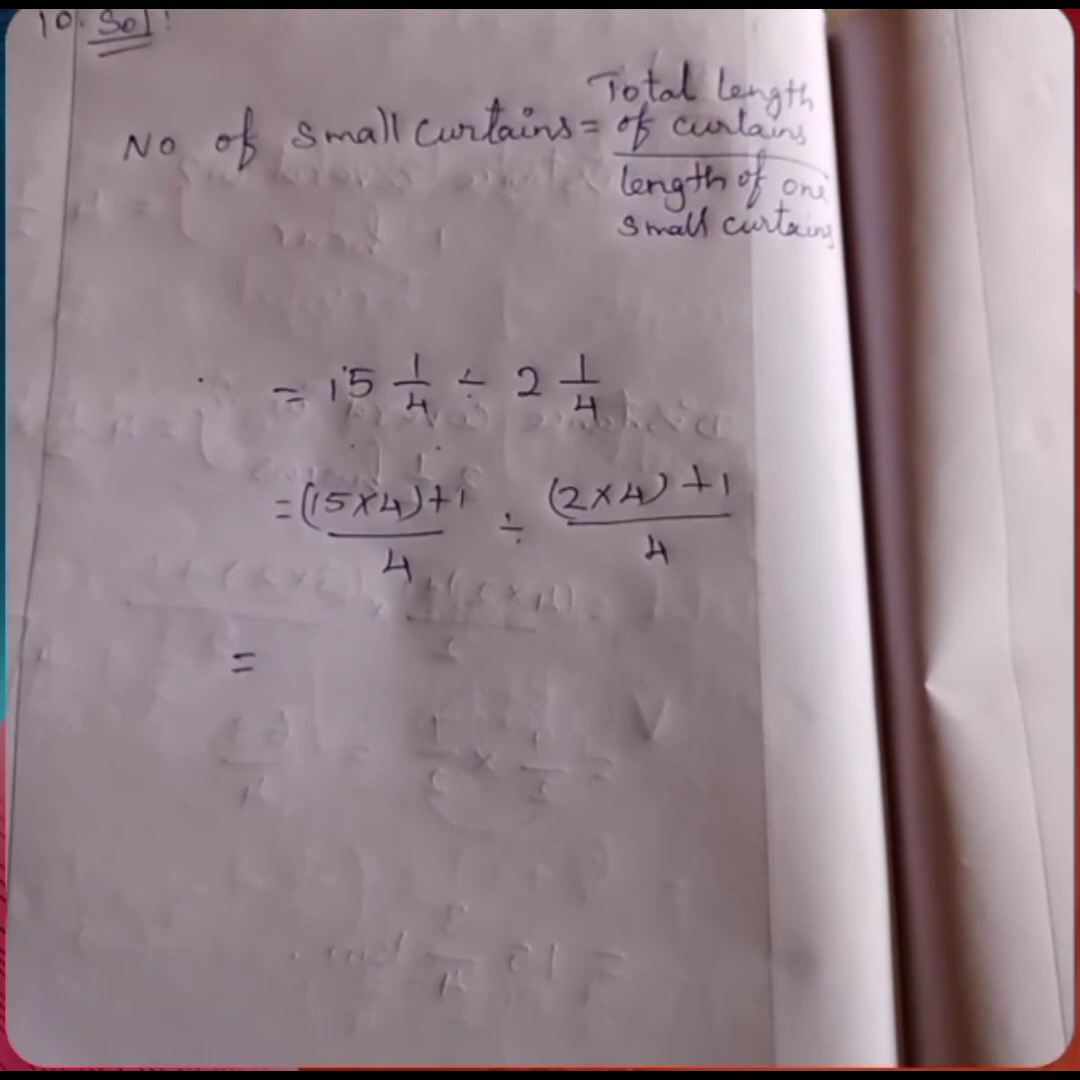 10. Sol:
No of small curtains = Total length of curtains / length of one small curtains
= 15 1/4 ÷ 2 1/4
= (15×4)+1 / 4 ÷ (2×4)+1 / 4
=